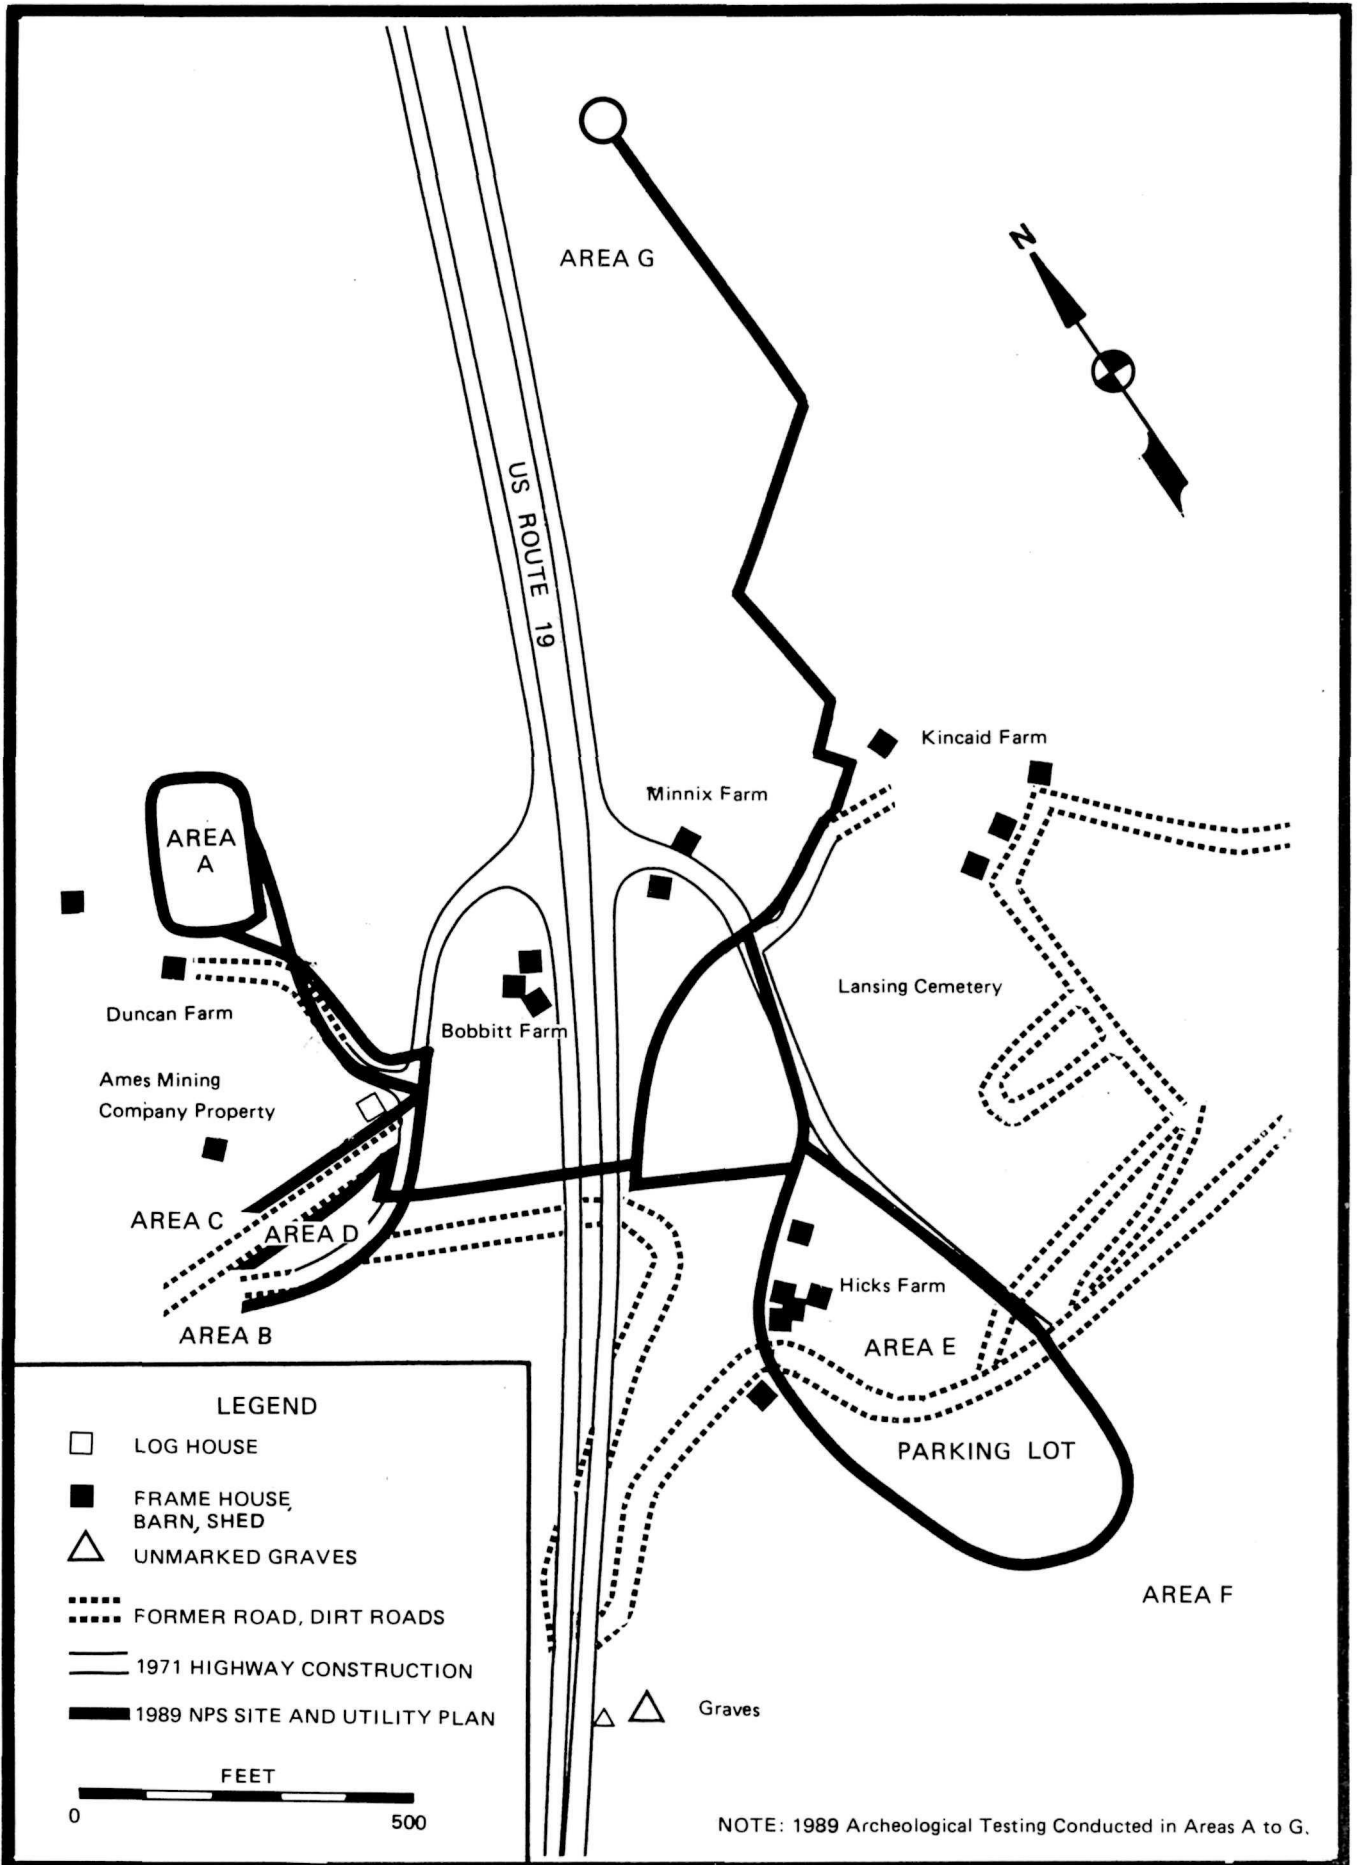 AREA G
N
US ROUTE 19
Kincaid Farm
Minnix Farm
AREA
A
Lansing Cemetery
Duncan Farm
Bobbitt Farm
Ames Mining
Company Property
AREA C
AREA D
Hicks Farm
AREA B
AREA E
PARKING LOT
AREA F
LEGEND
LOG HOUSE
FRAME HOUSE,
BARN, SHED
UNMARKED GRAVES
FORMER ROAD, DIRT ROADS
1971 HIGHWAY CONSTRUCTION
1989 NPS SITE AND UTILITY PLAN
Graves
FEET
0 500
NOTE: 1989 Archeological Testing Conducted in Areas A to G.